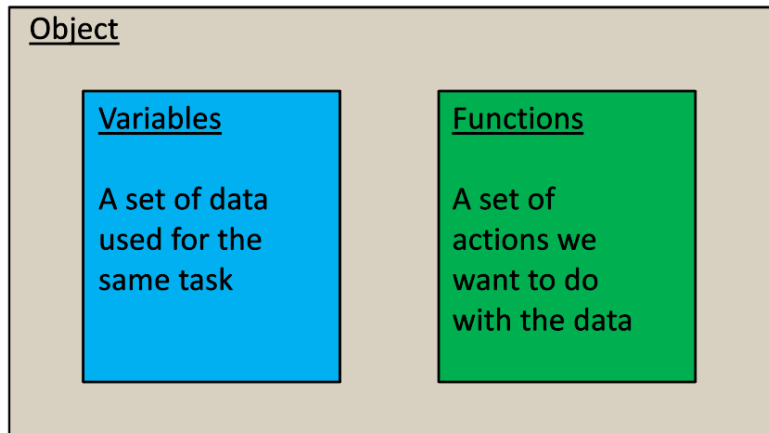 Object
Variables
A set of data
used for the
same task
Functions
A set of
actions we
want to do
with the data